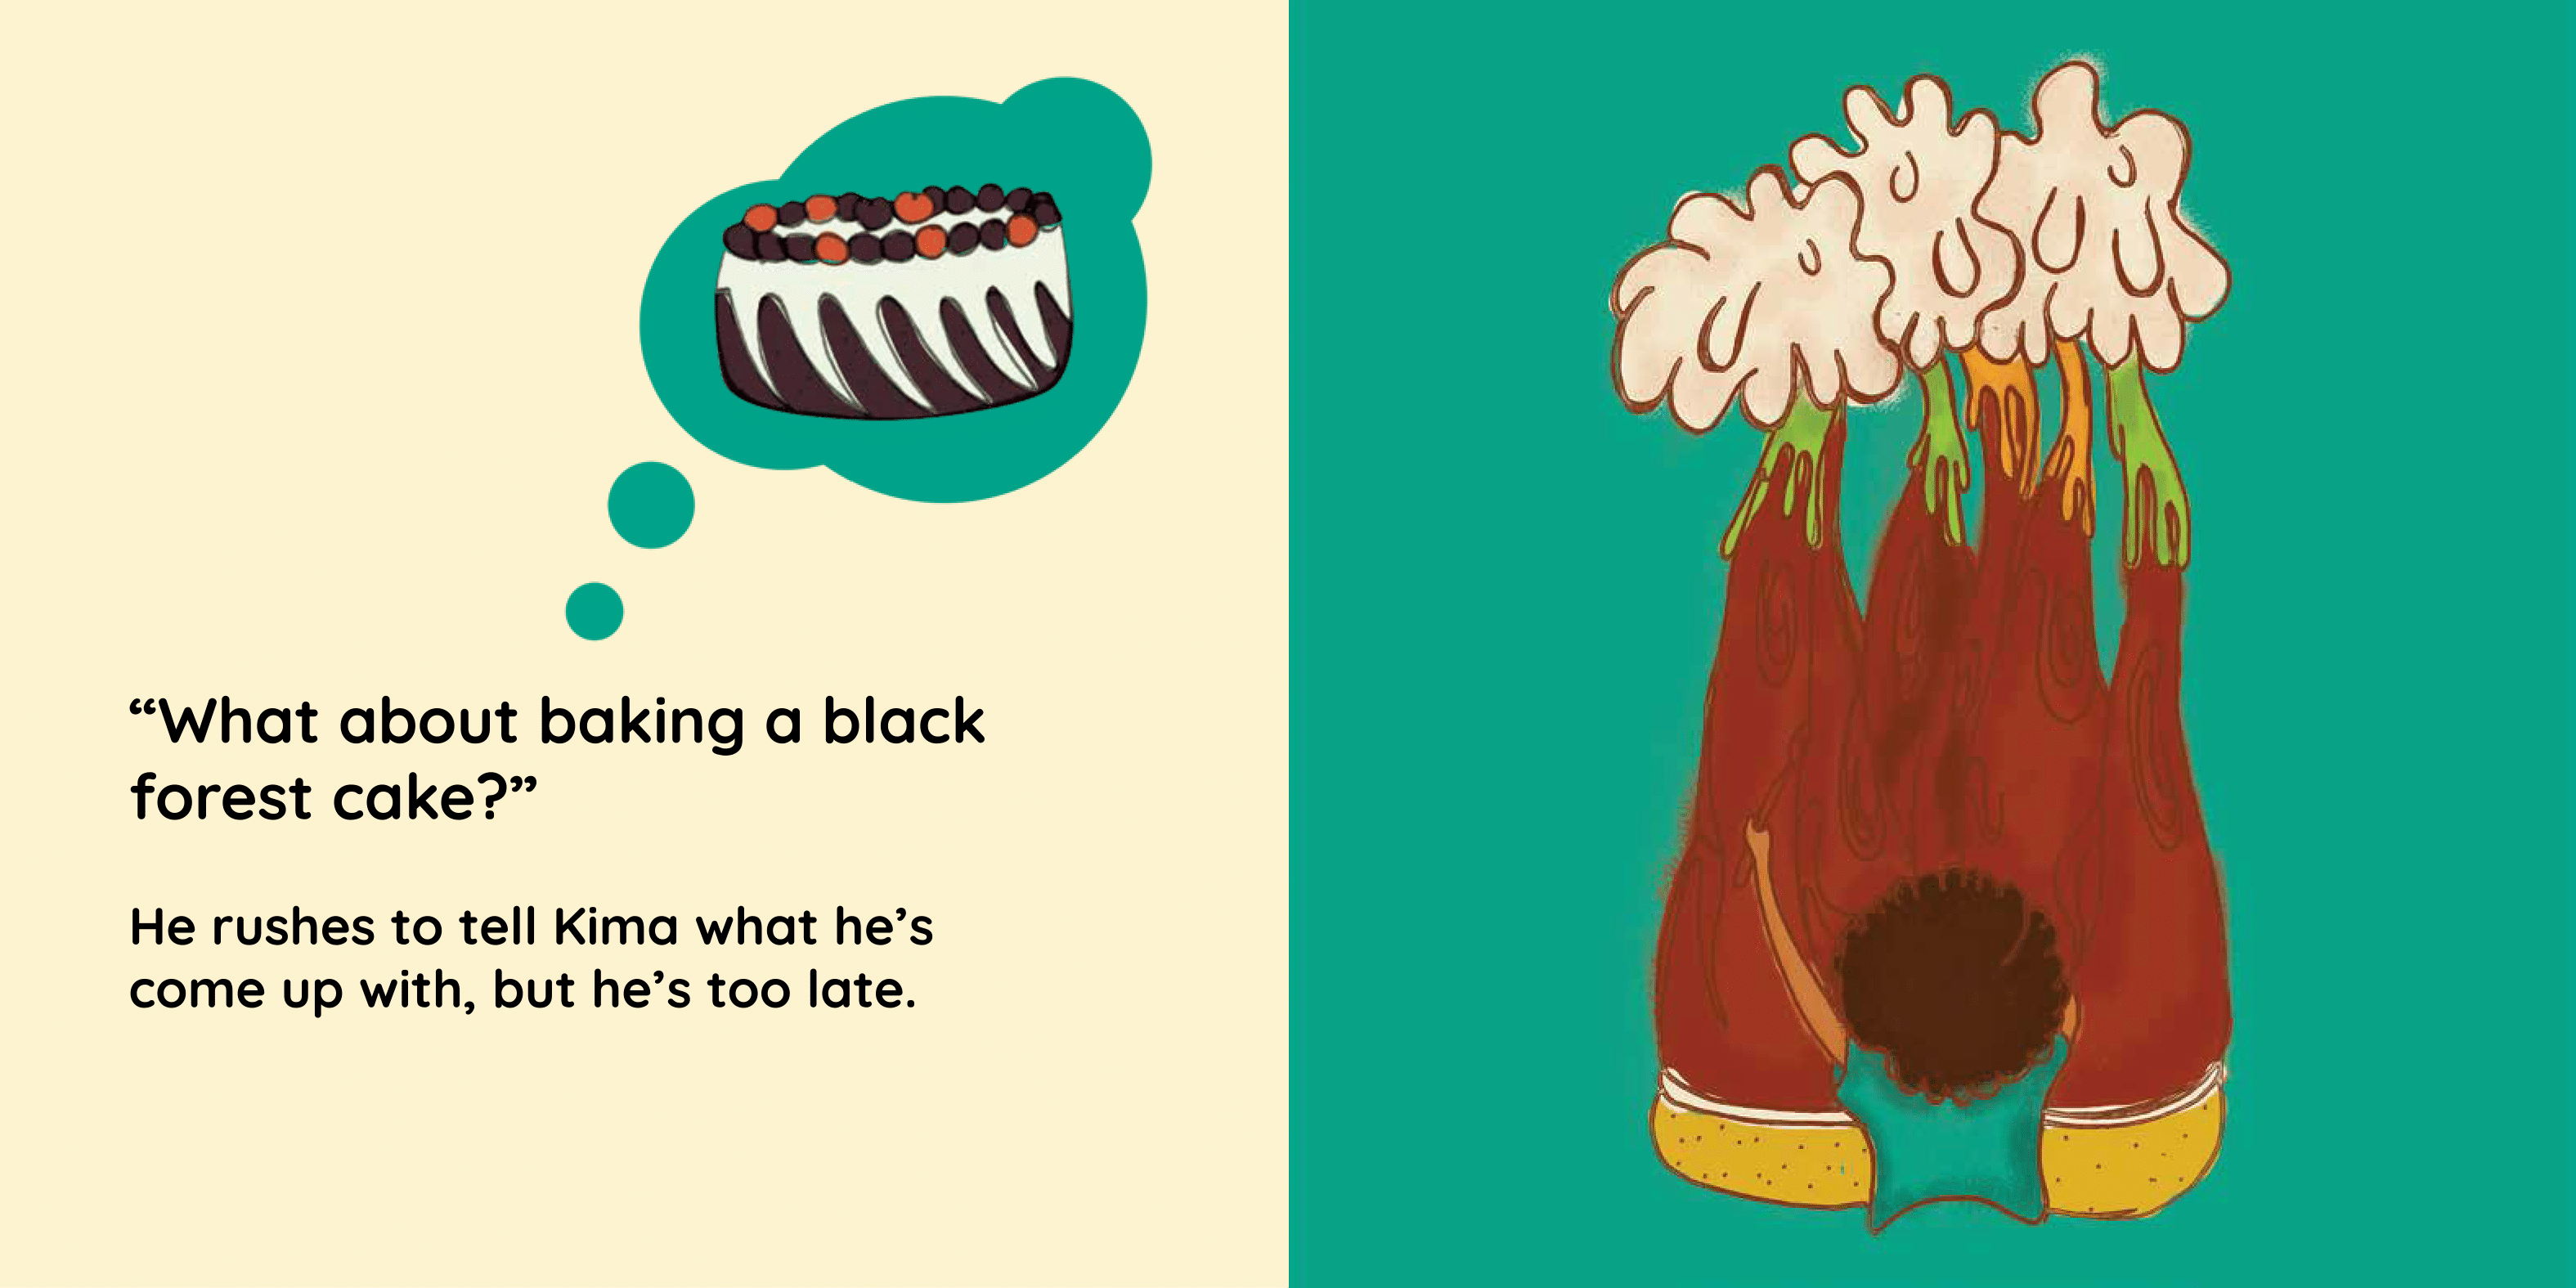 “What about baking a black
forest cake?”
He rushes to tell Kima what he’s
come up with, but he’s too late.